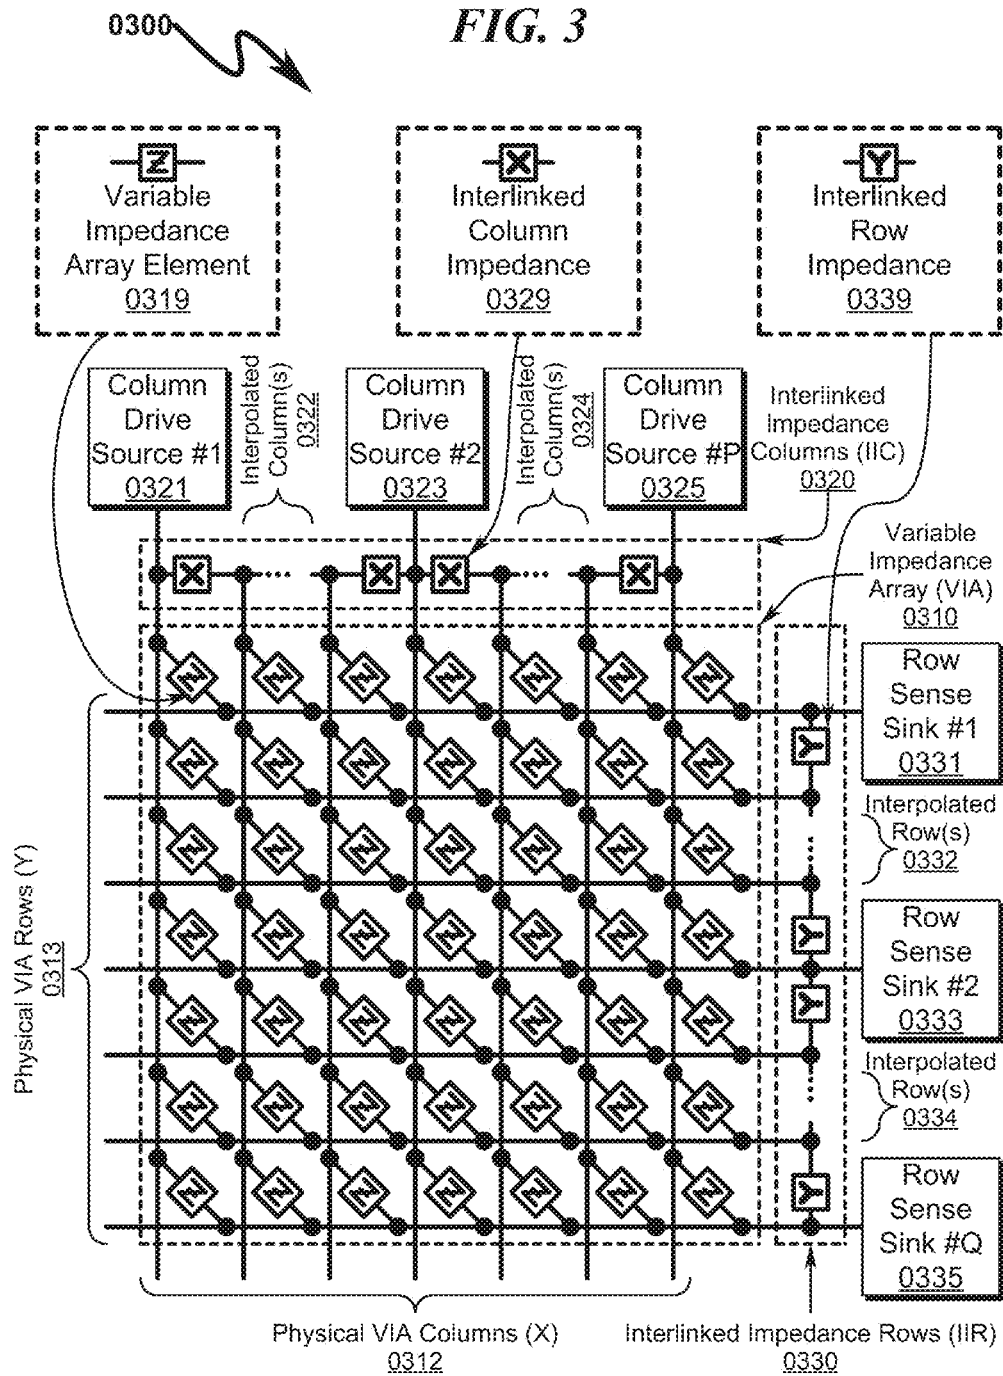 FIG. 3
0300
Z
Variable
Impedance
Array Element
0319
X
Interlinked
Column
Impedance
0329
Y
Interlinked
Row
Impedance
0339
Column
Drive
Source #1
0321
Interpolated
Column(s)
0322
Column
Drive
Source #2
0323
Interpolated
Column(s)
0324
Column
Drive
Source #P
0325
Interlinked
Impedance
Columns (IIC)
0320
X ... X X ... X
Variable
Impedance
Array (VIA)
0310
Z Z Z Z Z Z Z
Row
Sense
Sink #1
0331
Z Z Z Z Z Z Z Y
Interpolated
Row(s)
0332
Z Z Z Z Z Z Z
Physical VIA Rows (Y)
0313
Z Z Z Z Z Z Z Y
Row
Sense
Sink #2
0333
Z Z Z Z Z Z Z Y
Interpolated
Row(s)
0334
Z Z Z Z Z Z Z
Z Z Z Z Z Z Z Y
Row
Sense
Sink #Q
0335
Physical VIA Columns (X)
0312
Interlinked Impedance Rows (IIR)
0330